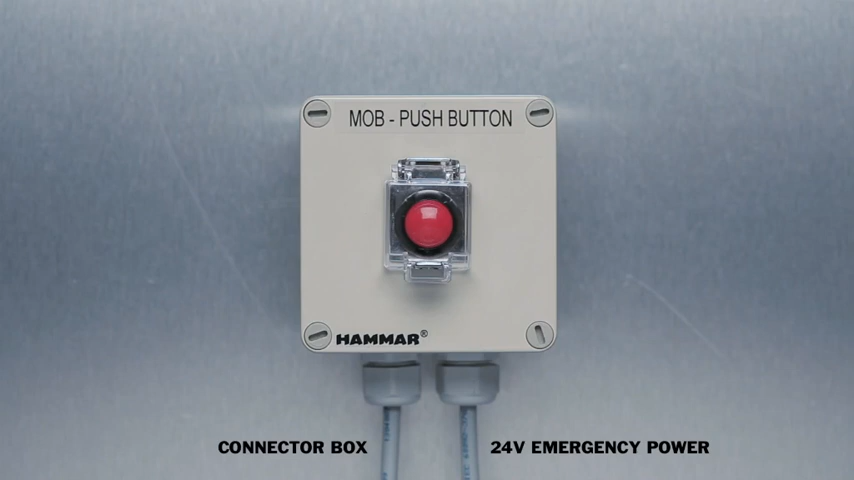 MOB - PUSH BUTTON
HAMMAR®
CONNECTOR BOX
24V EMERGENCY POWER